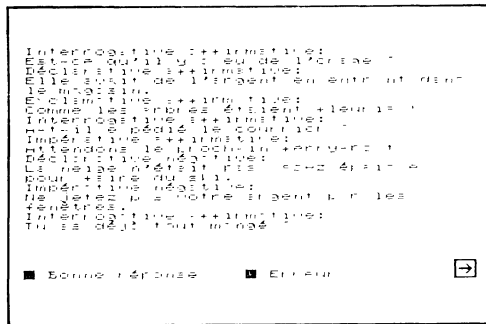 Interrogative affirmative:
Est-ce qu'il y a eu de l'orage ?
Déclarative affirmative:
Elle avait de l'argent en entrant dans
le magasin.
Exclamative affirmative:
Comme les arbres étaient fleuris !
Interrogative affirmative:
A-t-il expédié le courrier ?
Impérative affirmative:
Attendons le prochain
Déclarative négative:
La neige n'était pas assez épaisse
pour faire du ski.
Impérative négative:
Ne jetez pas votre argent par les
fenêtres.
Interrogative affirmative:
Tu as déjà tout mangé ?
Bonne réponse
Erreur